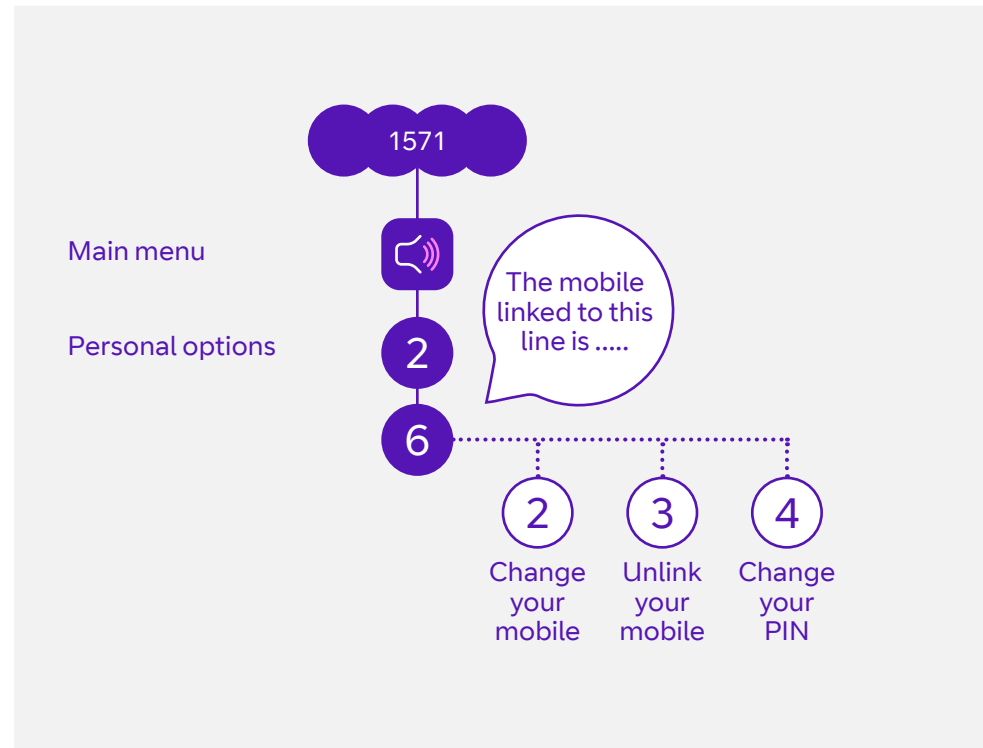 1571
Main menu
The mobile
linked to this
line is .....
Personal options
2
6
2
Change
your
mobile
3
Unlink
your
mobile
4
Change
your
PIN